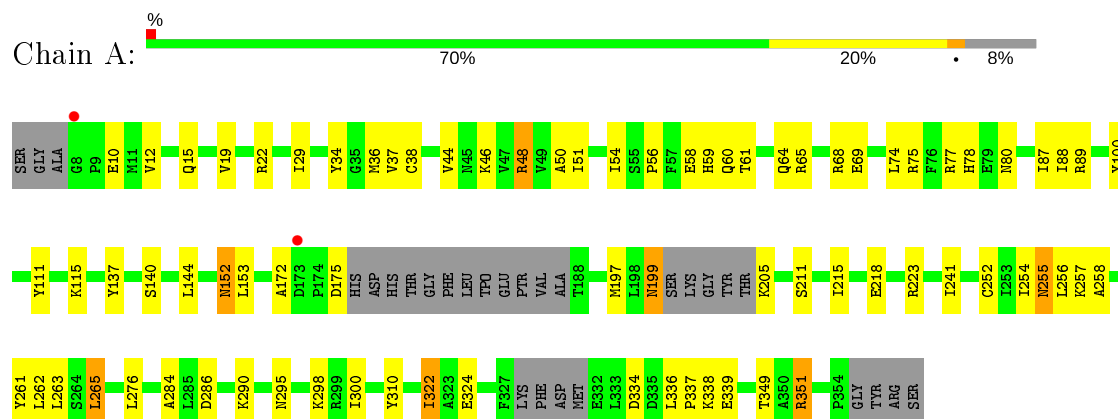 %
Chain A:
70% 20% • 8%
SER GLY ALA G8 P9 E10 M11 V12 Q15 V19 R22 I29 Y34 G35 M36 V37 C38 V44 N45 K46 V47 R48 V49 A50 I51 I54 S55 P56 F57 E58 H59 Q60 T61 Q64 R65 R68 E69 L74 R75 F76 R77 H78 E79 N80 I87 I88 R89
Y111 K115 Y137 S140 L144 N152 L153 A172 D173 P174 D175 HIS ASP HIS THR GLY PHE LEU TPO GLU PTR VAL ALA T188 M197 L198 N199 SER LYS GLY TYR THR K205 S211 I215 E218 R223 I241 C252 I253 I254 N255 L256 K257 A258
Y261 L262 L263 S264 L265 L276 A284 L285 D286 K290 N295 K298 R299 I300 Y310 I322 A323 E324 F327 LYS PHE ASP MET E332 L333 D334 D335 L336 P337 K338 E339 T349 A350 R351 P354 GLY TYR ARG SER